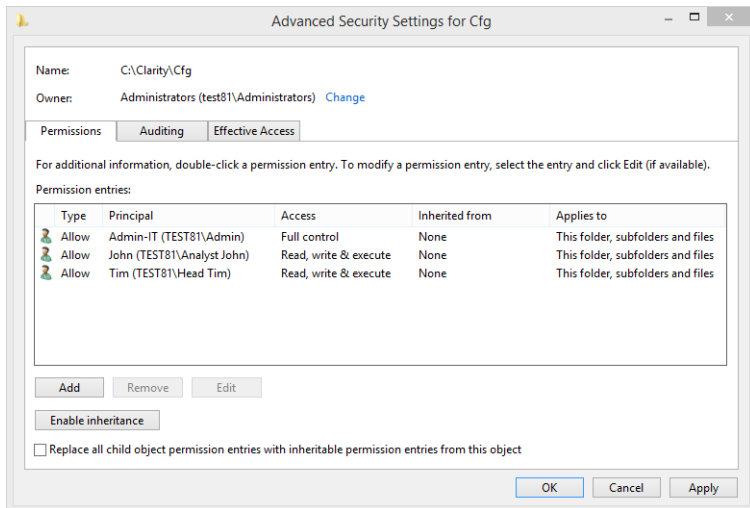 Advanced Security Settings for Cfg
Name: C:\Clarity\Cfg
Owner: Administrators (test81\Administrators) Change
Permissions Auditing Effective Access
For additional information, double-click a permission entry. To modify a permission entry, select the entry and click Edit (if available).
Permission entries:
Type Principal Access Inherited from Applies to
Allow Admin-IT (TEST81\Admin) Full control None This folder, subfolders and files
Allow John (TEST81\Analyst John) Read, write & execute None This folder, subfolders and files
Allow Tim (TEST81\Head Tim) Read, write & execute None This folder, subfolders and files
Add Remove Edit
Enable inheritance
Replace all child object permission entries with inheritable permission entries from this object
OK Cancel Apply